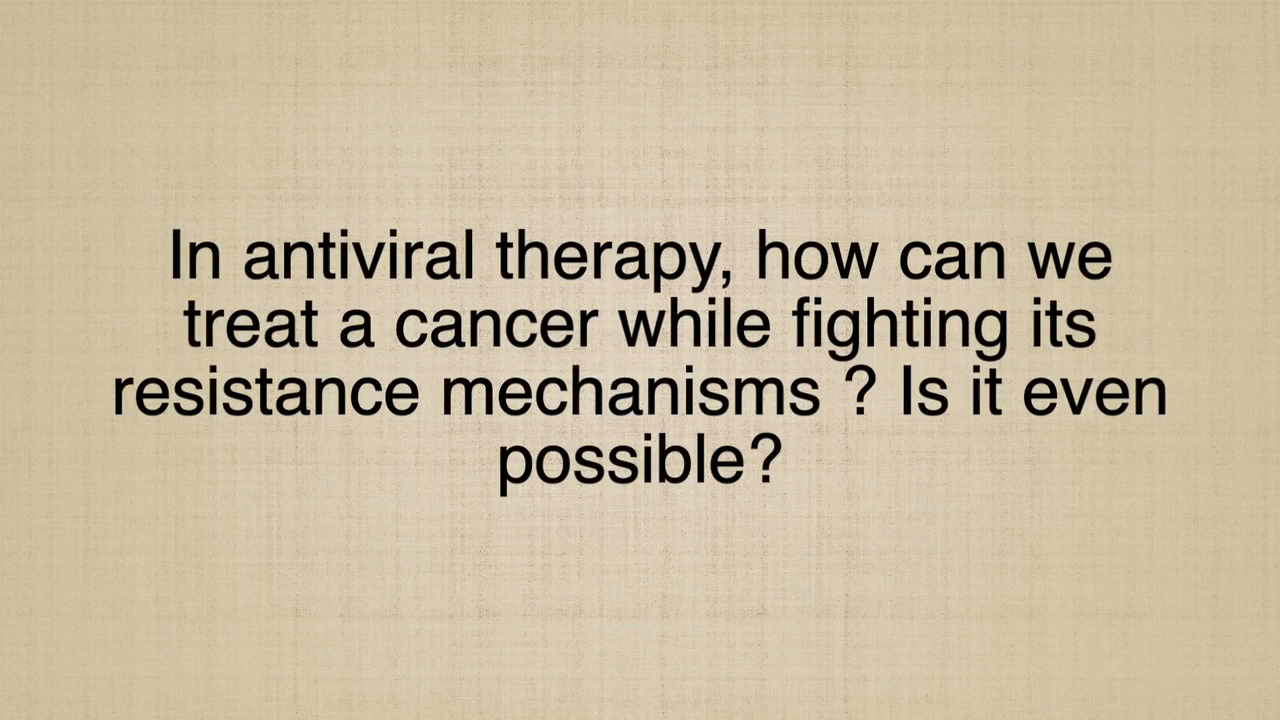 In antiviral therapy, how can we
treat a cancer while fighting its
resistance mechanisms ? Is it even
possible?